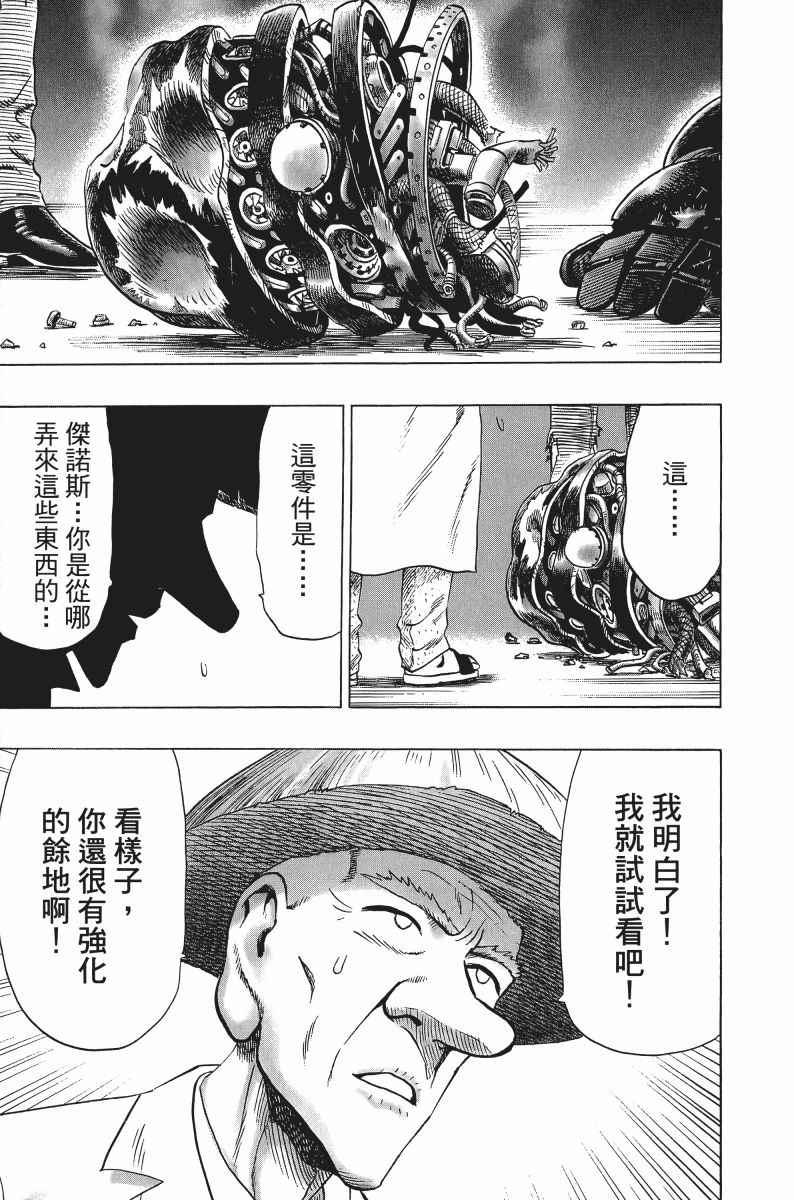 這……
這零件是……
傑諾斯…你是從哪
弄來這些東西的…
我明白了！
我就試試看吧！
看樣子，
你還很有強化
的餘地啊！